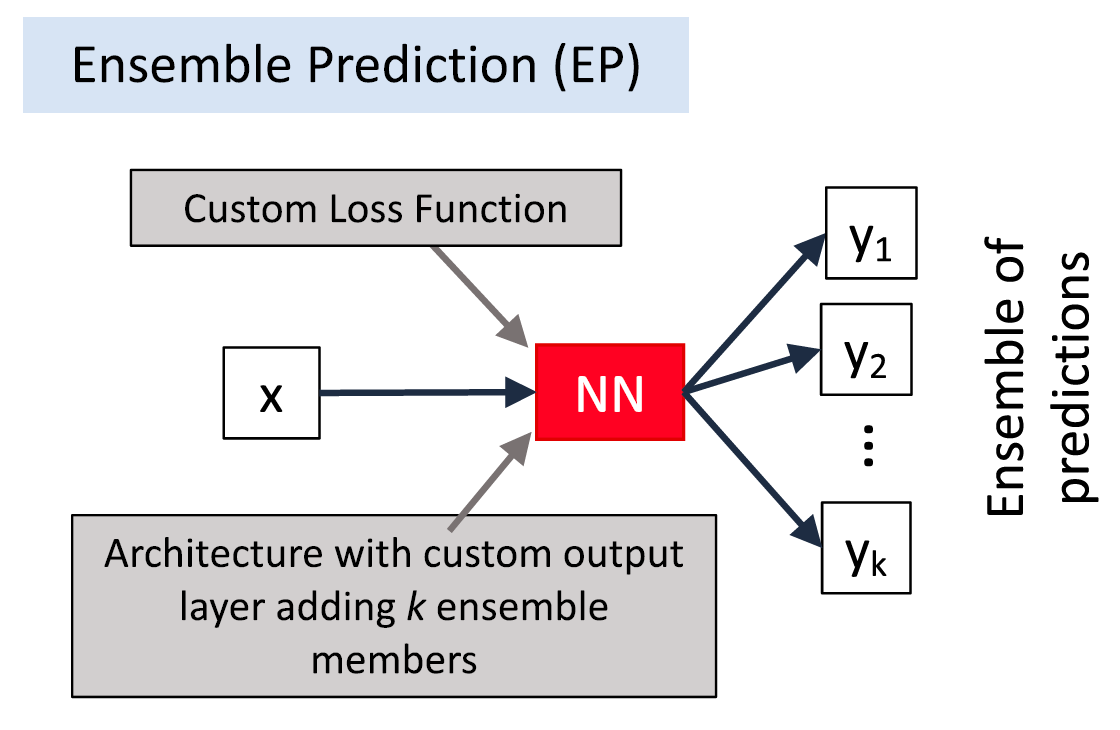 Ensemble Prediction (EP)
Custom Loss Function
x
NN
Architecture with custom output
layer adding k ensemble
members
y1
y2
⋮
yk
Ensemble of
predictions